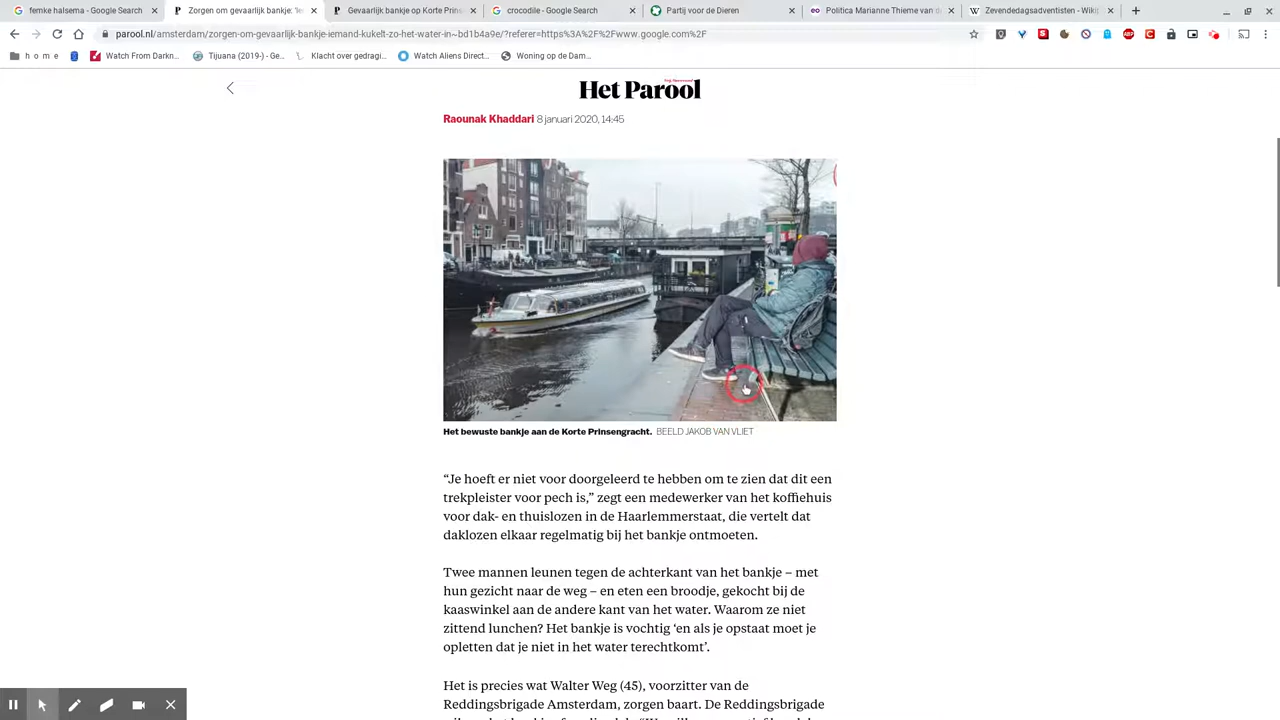 femke halsema - Google Search
Zorgen om gevaarlijk bankje: 'Ie
Gevaarlijk bankje op Korte Prins
crocodile - Google Search
Partij voor de Dieren
Politica Marianne Thieme van d
Zevendedagsadventisten - Wiki
parool.nl/amsterdam/zorgen-om-gevaarlijk-bankje-iemand-kukelt-zo-het-water-in~bd1b4a9e/?referer=https%3A%2F%2Fwww.google.com%2F
h o m e
Watch From Darkn...
Tijuana (2019-) - Ge...
Klacht over gedragi...
Watch Aliens Direct...
Woning op de Dam...
Het Parool
Raounak Khaddari 8 januari 2020, 14:45
Het bewuste bankje aan de Korte Prinsengracht. BEELD JAKOB VAN VLIET
“Je hoeft er niet voor doorgeleerd te hebben om te zien dat dit een
trekpleister voor pech is,” zegt een medewerker van het koffiehuis
voor dak- en thuislozen in de Haarlemmerstaat, die vertelt dat
daklozen elkaar regelmatig bij het bankje ontmoeten.
Twee mannen leunen tegen de achterkant van het bankje – met
hun gezicht naar de weg – en eten een broodje, gekocht bij de
kaaswinkel aan de andere kant van het water. Waarom ze niet
zittend lunchen? Het bankje is vochtig ‘en als je opstaat moet je
opletten dat je niet in het water terechtkomt’.
Het is precies wat Walter Weg (45), voorzitter van de
Reddingsbrigade Amsterdam, zorgen baart. De Reddingsbrigade